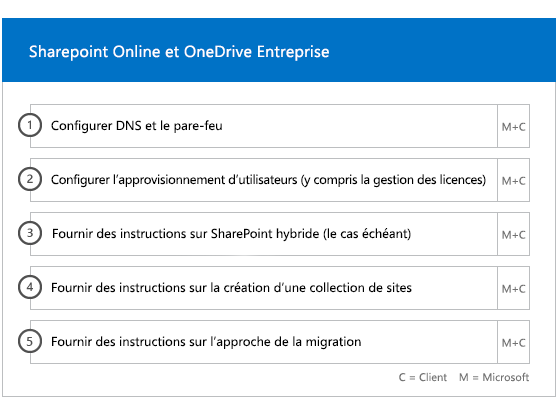 Sharepoint Online et OneDrive Entreprise
1 Configurer DNS et le pare-feu M+C
2 Configurer l’approvisionnement d’utilisateurs (y compris la gestion des licences) M+C
3 Fournir des instructions sur SharePoint hybride (le cas échéant) M+C
4 Fournir des instructions sur la création d’une collection de sites M+C
5 Fournir des instructions sur l’approche de la migration M+C
C = Client M = Microsoft